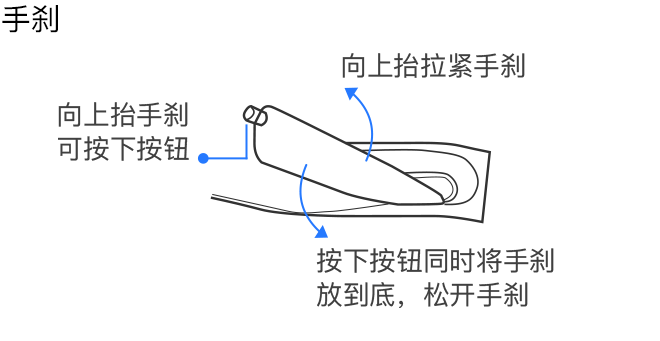 手刹
向上抬拉紧手刹
向上抬手刹
可按下按钮
按下按钮同时将手刹
放到底，松开手刹